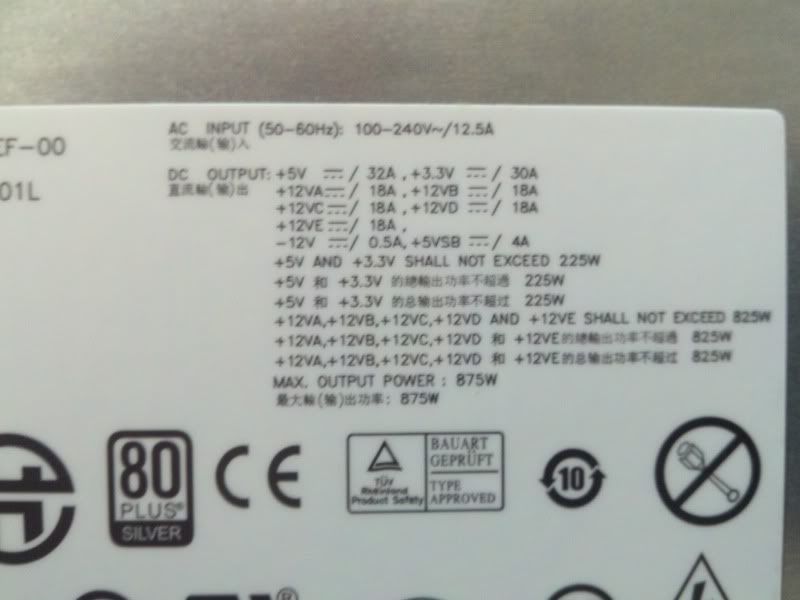 EF-00
01L
AC INPUT (50-60Hz): 100-240V~/12.5A
交流輸(输)入
DC OUTPUT: +5V ⎓/ 32A , +3.3V ⎓/ 30A
直流輸(输)出 +12VA⎓/ 18A , +12VB ⎓/ 18A
+12VC⎓/ 18A , +12VD ⎓/ 18A
+12VE⎓/ 18A ,
-12V ⎓/ 0.5A, +5VSB ⎓/ 4A
+5V AND +3.3V SHALL NOT EXCEED 225W
+5V 和 +3.3V 的總輸出功率不超過 225W
+5V 和 +3.3V 的总输出功率不超过 225W
+12VA,+12VB,+12VC,+12VD AND +12VE SHALL NOT EXCEED 825W
+12VA,+12VB,+12VC,+12VD 和 +12VE的總輸出功率不超過 825W
+12VA,+12VB,+12VC,+12VD 和 +12VE的总输出功率不超过 825W
MAX. OUTPUT POWER : 875W
最大輸(输)出功率: 875W
80
PLUS®
SILVER
CE
TÜV
Rheinland
Product Safety
BAUART
GEPRÜFT
TYPE
APPROVED
10
®